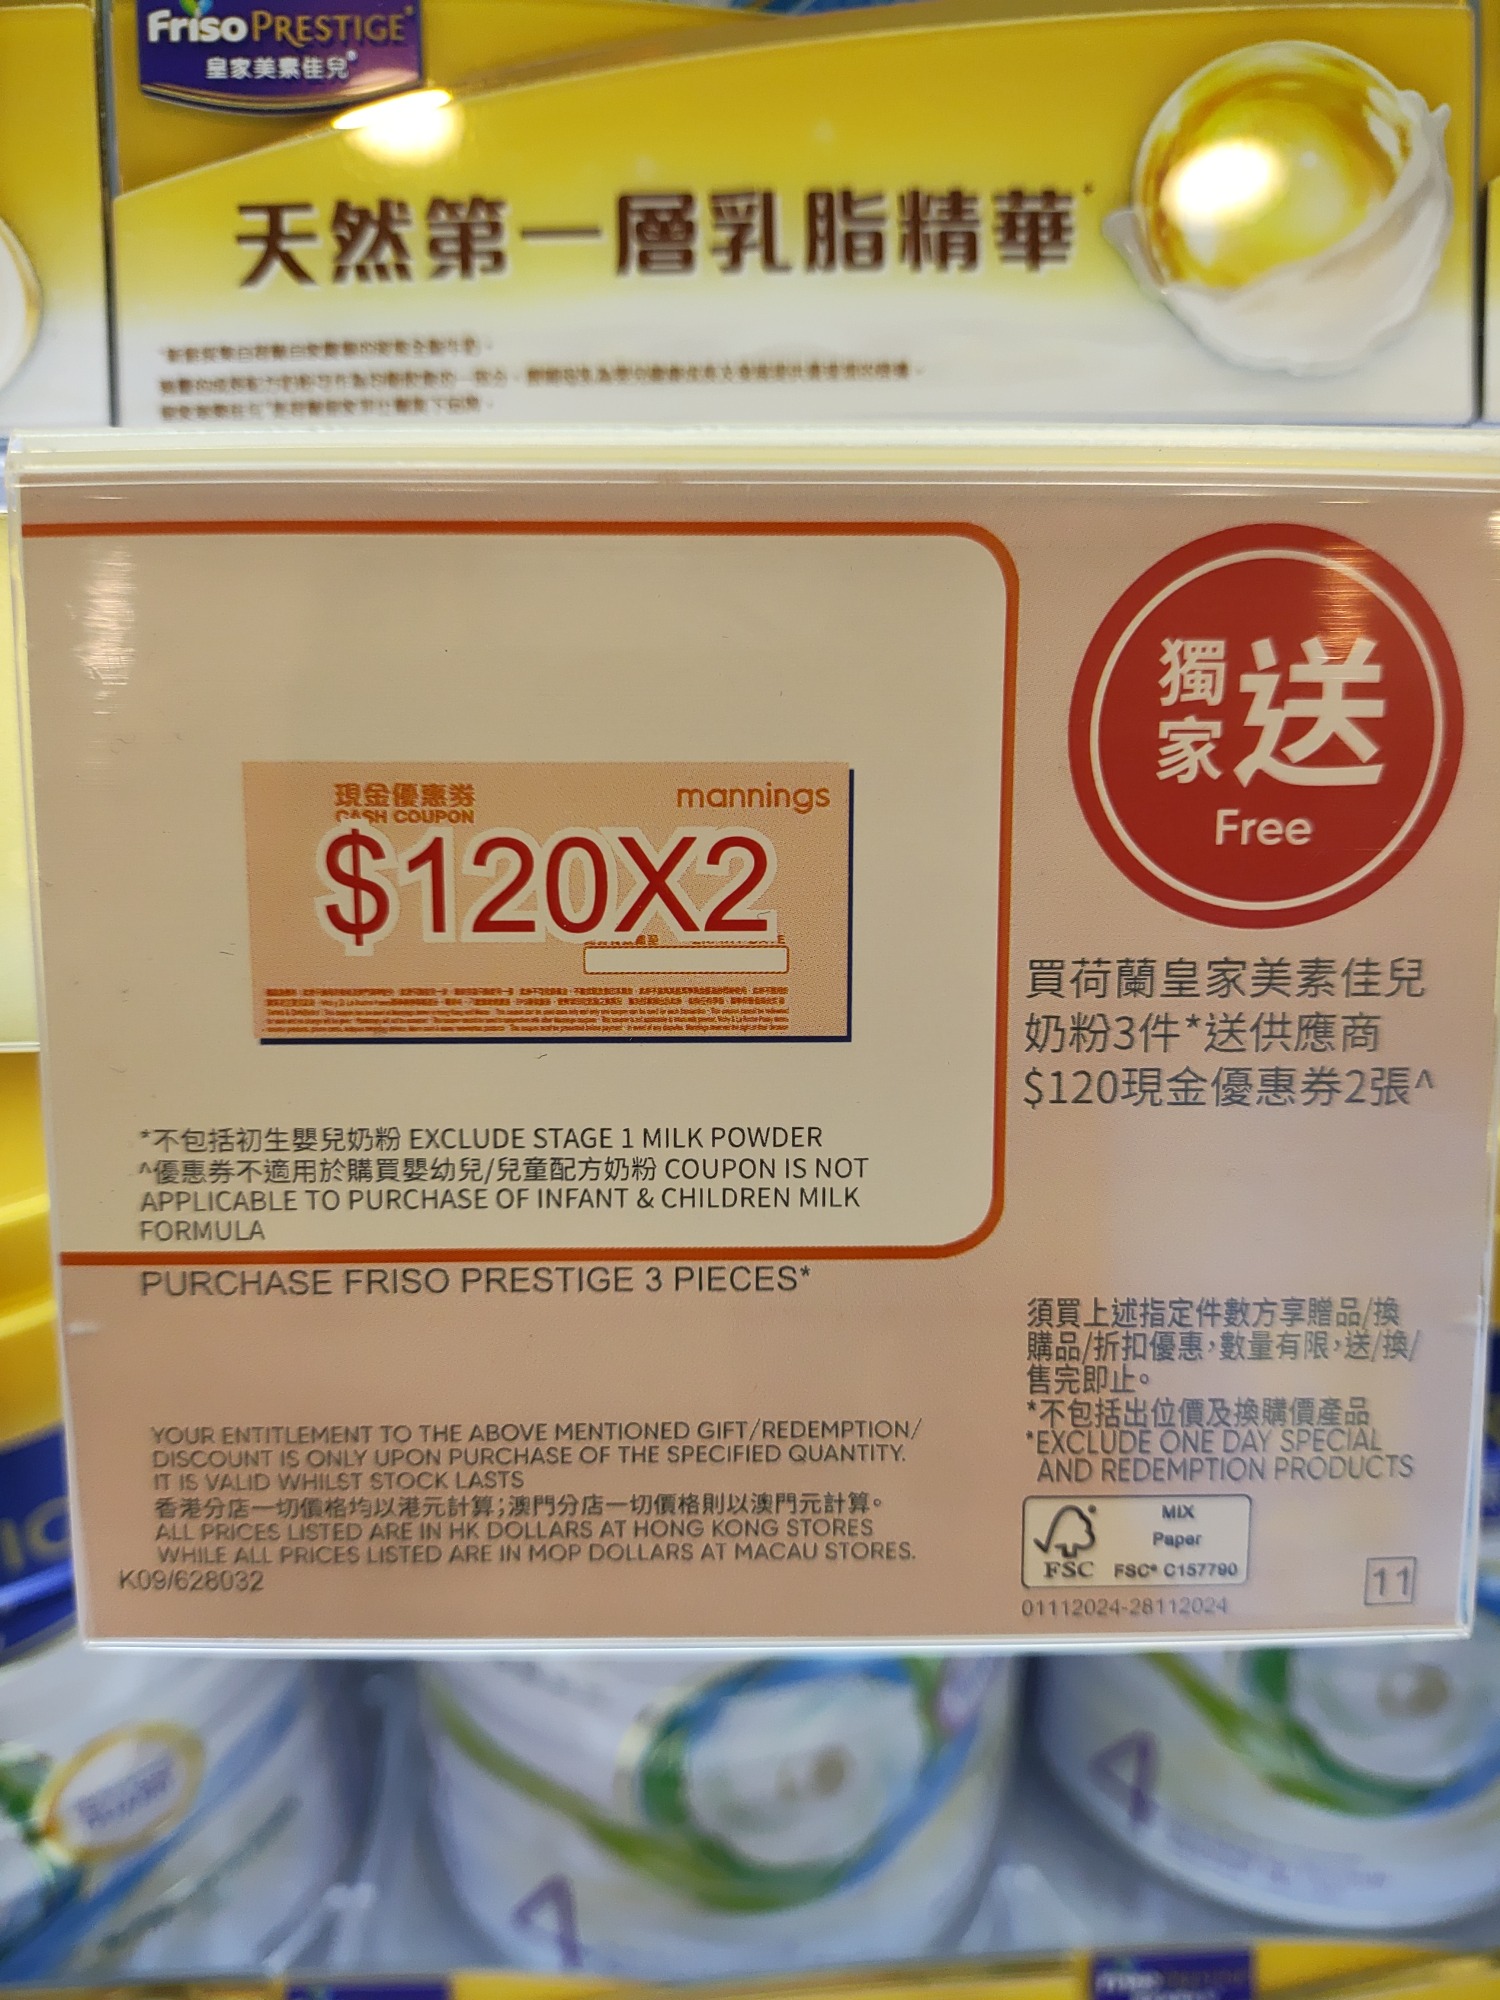 Friso PRESTIGE
皇家美素佳兒
天然第一層乳脂精華
獨家送
Free
現金優惠券
mannings
CASH COUPON
$120X2
買荷蘭皇家美素佳兒
奶粉3件*送供應商
$120現金優惠券2張^
*不包括初生嬰兒奶粉 EXCLUDE STAGE 1 MILK POWDER
^優惠券不適用於購買嬰幼兒/兒童配方奶粉 COUPON IS NOT
APPLICABLE TO PURCHASE OF INFANT & CHILDREN MILK
FORMULA
PURCHASE FRISO PRESTIGE 3 PIECES*
須買上述指定件數方享贈品/換
購品/折扣優惠,數量有限,送/換/
售完即止。
*不包括出位價及換購價產品
*EXCLUDE ONE DAY SPECIAL
AND REDEMPTION PRODUCTS
YOUR ENTITLEMENT TO THE ABOVE MENTIONED GIFT/REDEMPTION/
DISCOUNT IS ONLY UPON PURCHASE OF THE SPECIFIED QUANTITY.
IT IS VALID WHILST STOCK LASTS
香港分店一切價格均以港元計算;澳門分店一切價格則以澳門元計算。
ALL PRICES LISTED ARE IN HK DOLLARS AT HONG KONG STORES
WHILE ALL PRICES LISTED ARE IN MOP DOLLARS AT MACAU STORES.
K09/628032
FSC
MIX
Paper
FSC® C157790
01112024-28112024
11
4
4